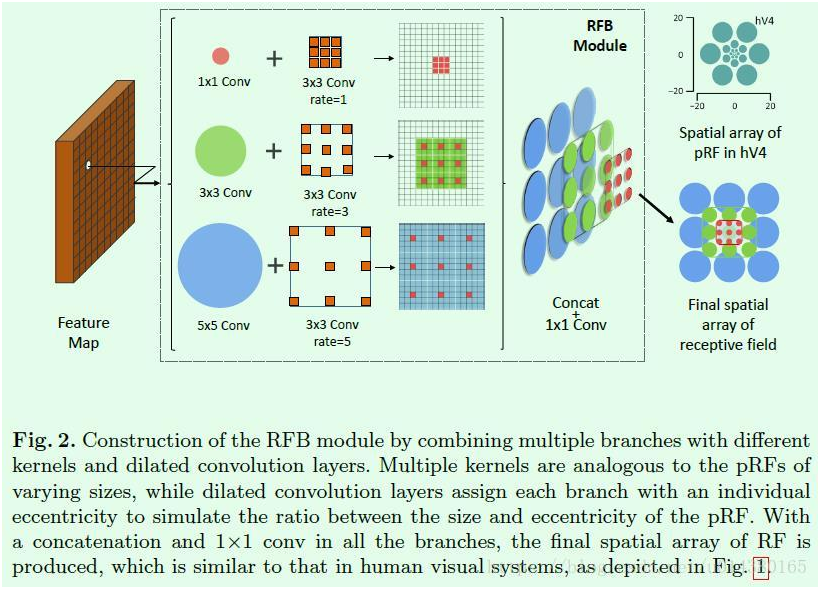 RFB
Module
1x1 Conv
+
3x3 Conv
rate=1
3x3 Conv
+
3x3 Conv
rate=3
5x5 Conv
+
3x3 Conv
rate=5
Feature
Map
Concat
+
1x1 Conv
hV4
20
0
−20
−20 0 20
Spatial array of
pRF in hV4
Final spatial
array of
receptive field
Fig. 2. Construction of the RFB module by combining multiple branches with different
kernels and dilated convolution layers. Multiple kernels are analogous to the pRFs of
varying sizes, while dilated convolution layers assign each branch with an individual
eccentricity to simulate the ratio between the size and eccentricity of the pRF. With
a concatenation and 1×1 conv in all the branches, the final spatial array of RF is
produced, which is similar to that in human visual systems, as depicted in Fig. 1.